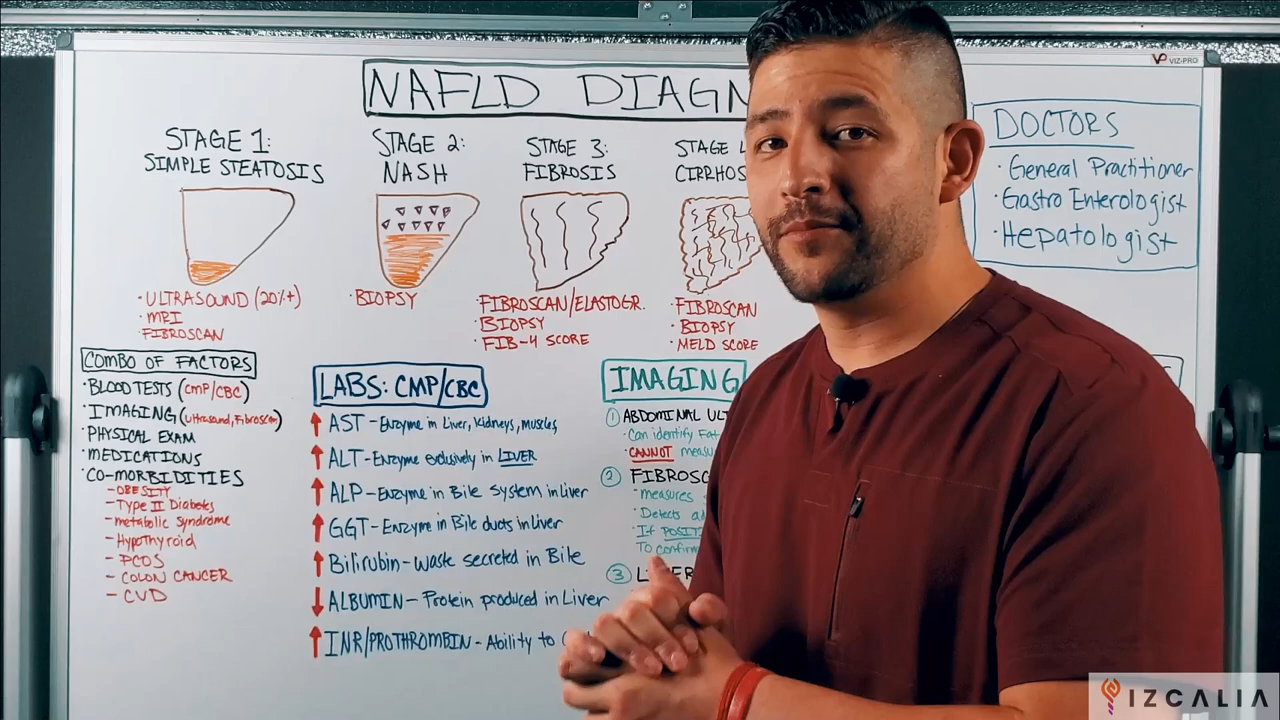 VIZ-PRO
NAFLD DIAGN
STAGE 1:
SIMPLE STEATOSIS
• ULTRASOUND (20%+)
• MRI
• FIBROSCAN
STAGE 2:
NASH
• BIOPSY
STAGE 3:
FIBROSIS
FIBROSCAN/ELASTOGR.
• BIOPSY
• FIB-4 SCORE
STAGE
CIRRHOS
• FIBROSCAN
• BIOPSY
• MELD SCORE
DOCTORS
• General Practitioner
• Gastro Enterologist
• Hepatologist
COMBO OF FACTORS
• BLOOD TESTS (CMP/CBC)
• IMAGING (ultrasound, Fibroscan)
• PHYSICAL EXAM
• MEDICATIONS
• CO-MORBIDITIES
- OBESITY
- Type II Diabetes
- metabolic syndrome
- Hypothyroid
- PCOS
- COLON CANCER
- CVD
LABS: CMP/CBC
↑ AST - Enzyme in Liver, kidneys, muscles
↑ ALT - Enzyme exclusively in LIVER
↑ ALP - Enzyme in Bile System in Liver
↑ GGT - Enzyme in Bile ducts in Liver
↑ Bilirubin - Waste secreted in Bile
↓ ALBUMIN - Protein produced in Liver
↑ INR/PROTHROMBIN - Ability to
IMAGING
① ABDOMINAL ULT
• Can identify Fat
• CANNOT measu
② FIBROSC
• measures
• Detects ad
• If POSITI
To confirm
③
IZCALIA